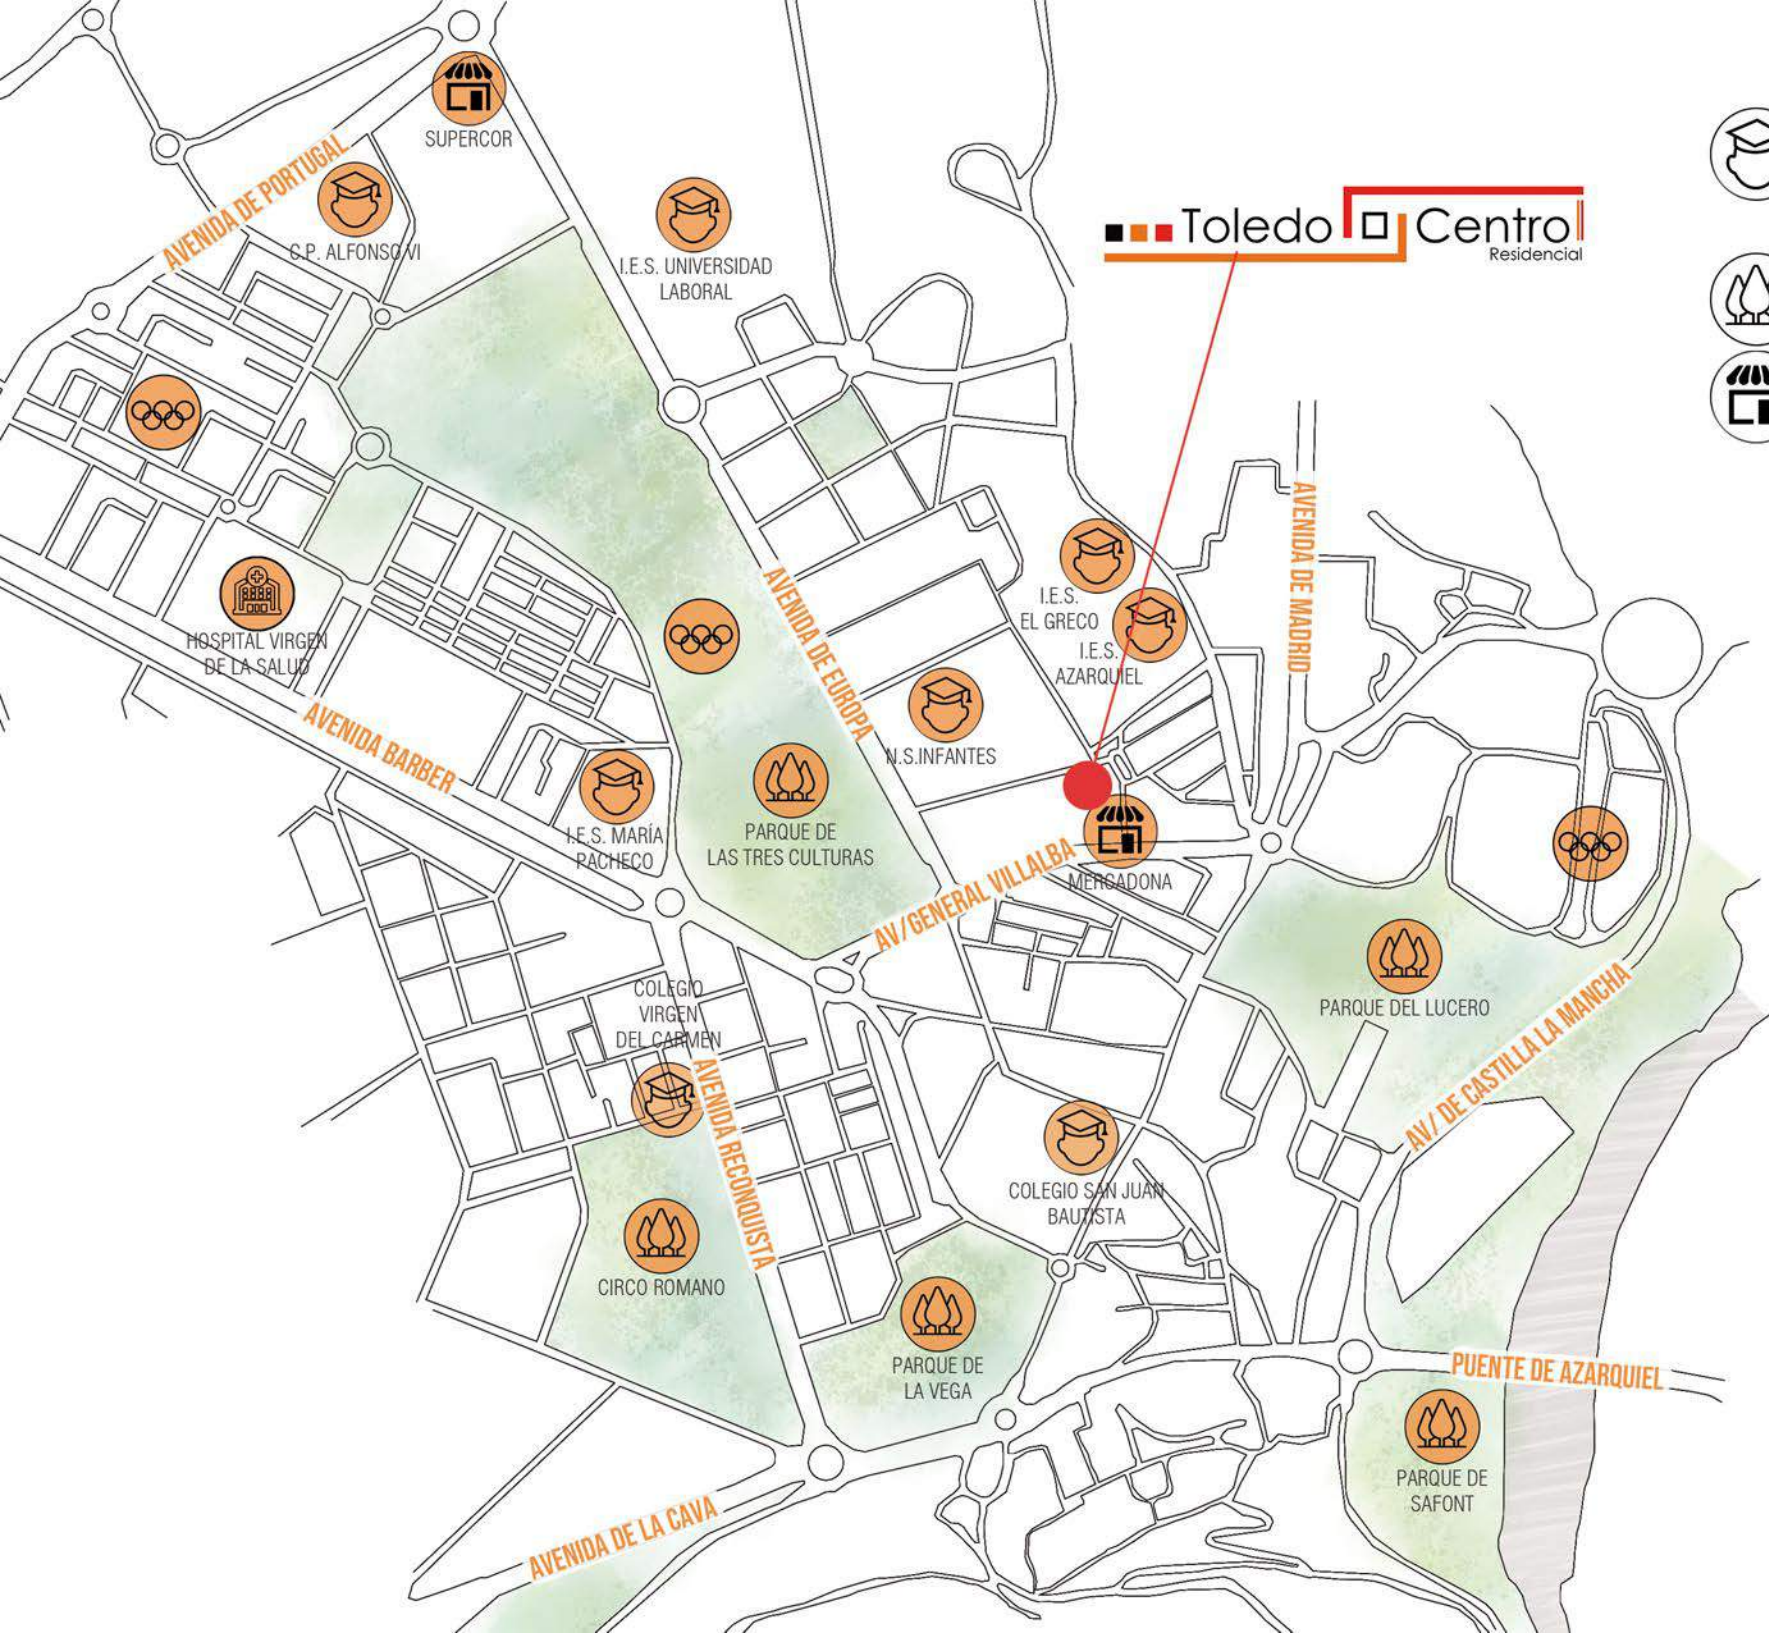 SUPERCOR
AVENIDA DE PORTUGAL
C.P. ALFONSO VI
I.E.S. UNIVERSIDAD
LABORAL
Toledo Centro
Residencial
AVENIDA DE MADRID
AVENIDA DE EUROPA
I.E.S.
EL GRECO
I.E.S.
AZARQUIEL
HOSPITAL VIRGEN
DE LA SALUD
AVENIDA BARBER
N.S.INFANTES
I.E.S. MARÍA
PACHECO
PARQUE DE
LAS TRES CULTURAS
AV/GENERAL VILLALBA
MERCADONA
PARQUE DEL LUCERO
AV/ DE CASTILLA LA MANCHA
COLEGIO
VIRGEN
DEL CARMEN
AVENIDA RECONQUISTA
COLEGIO SAN JUAN
BAUTISTA
CIRCO ROMANO
PARQUE DE
LA VEGA
PUENTE DE AZARQUIEL
PARQUE DE
SAFONT
AVENIDA DE LA CAVA